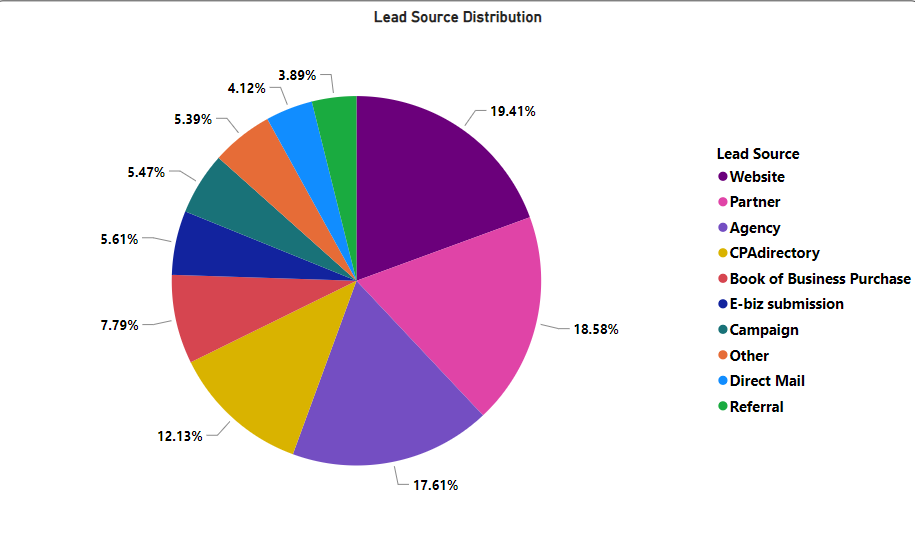 Lead Source Distribution
3.89%
4.12%
19.41%
5.39%
5.47%
5.61%
7.79%
18.58%
12.13%
17.61%
Lead Source
Website
Partner
Agency
CPAdirectory
Book of Business Purchase
E-biz submission
Campaign
Other
Direct Mail
Referral